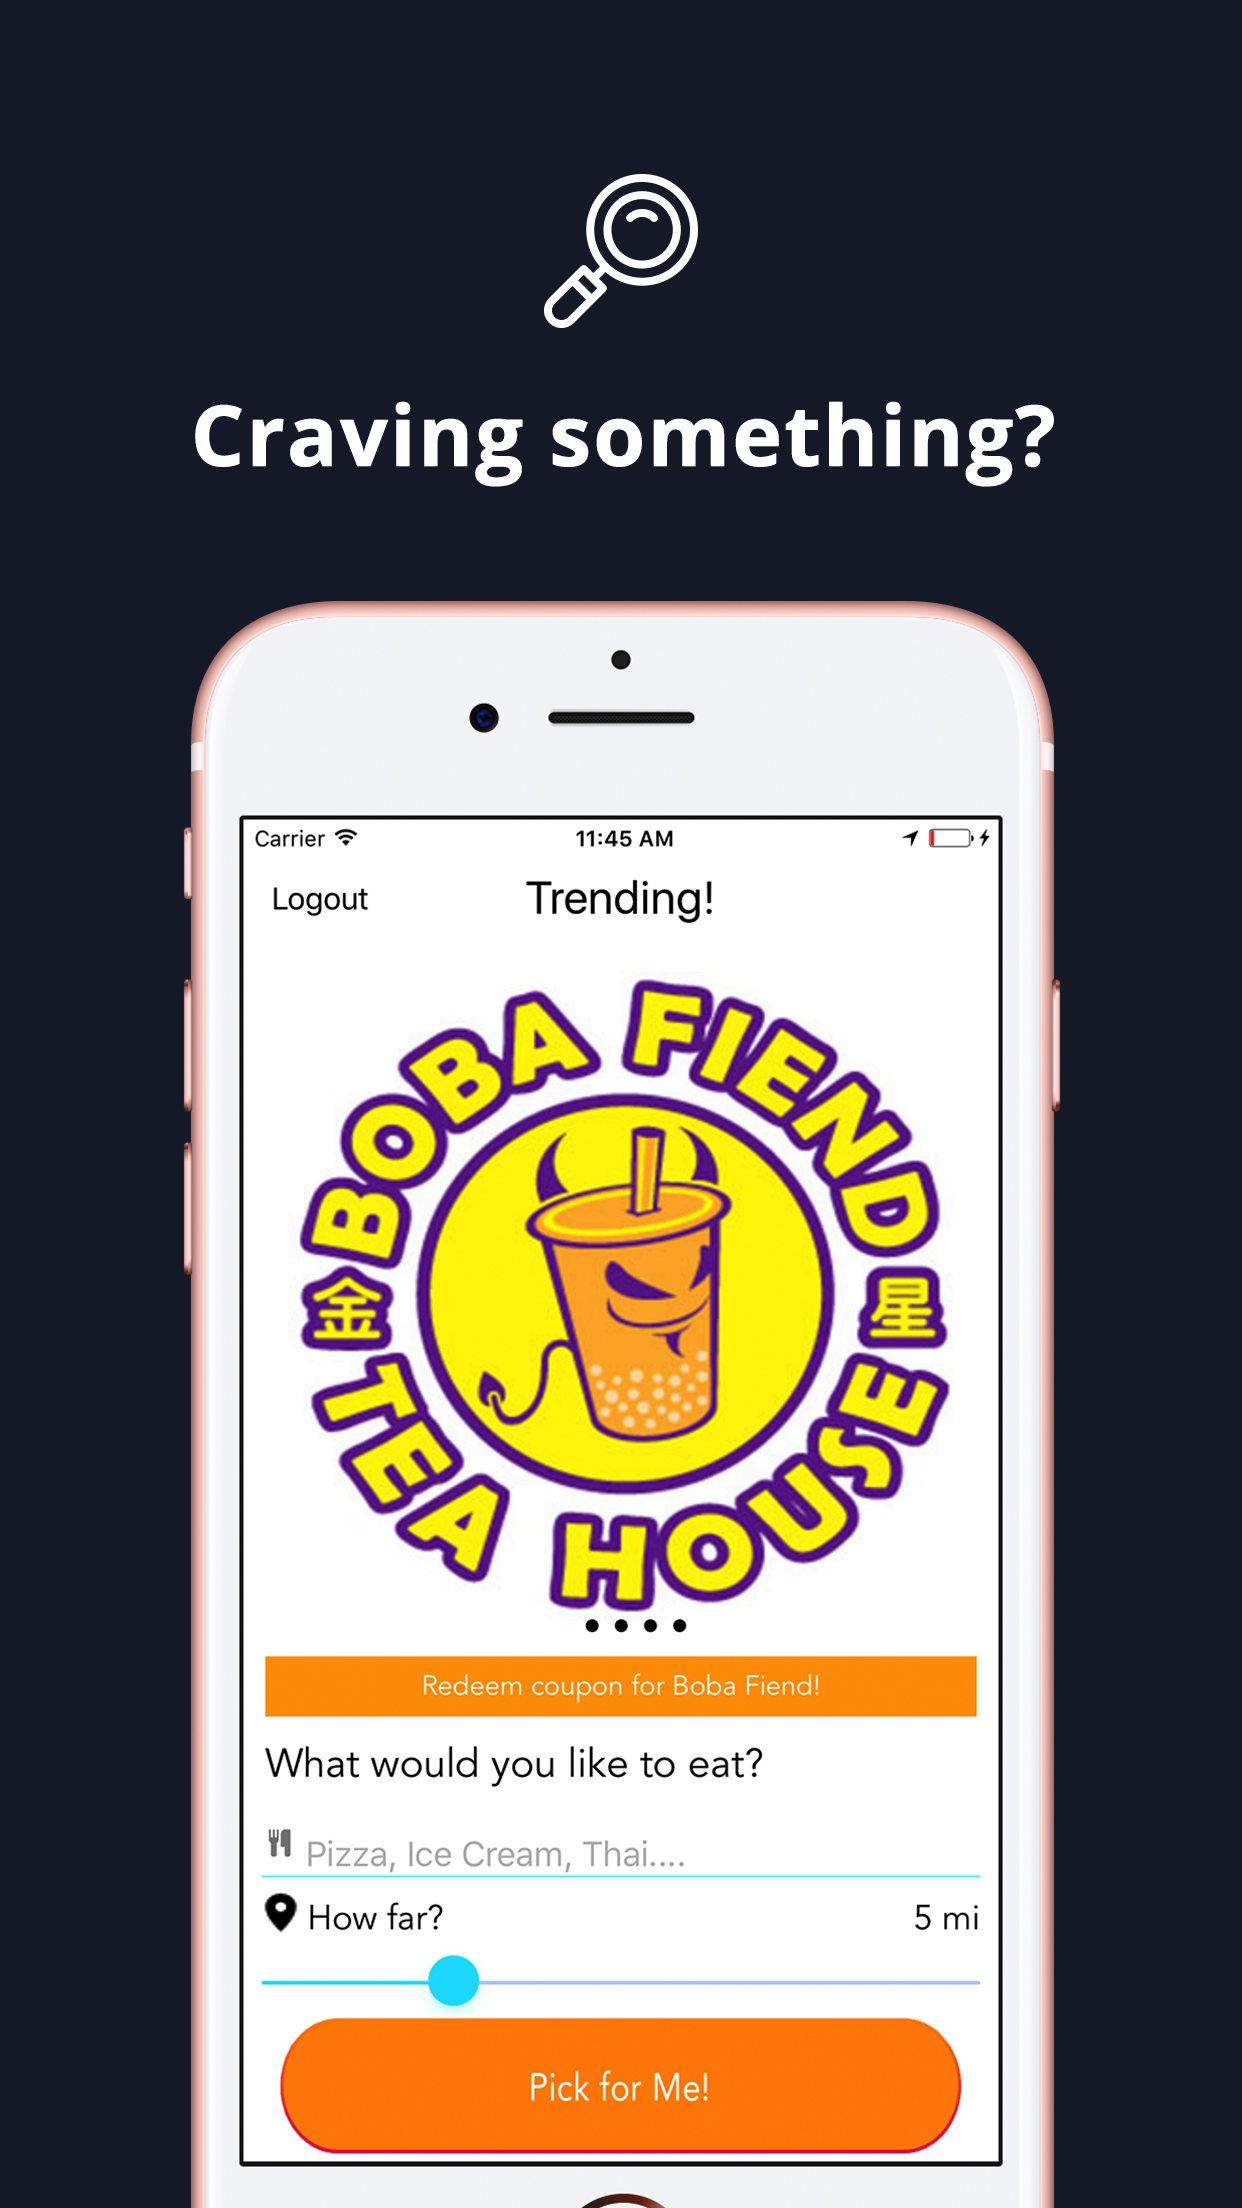 Craving something?
Carrier
11:45 AM
Logout
Trending!
BOBA FIEND
金
星
TEA HOUSE
Redeem coupon for Boba Fiend!
What would you like to eat?
Pizza, Ice Cream, Thai....
How far?
5 mi
Pick for Me!